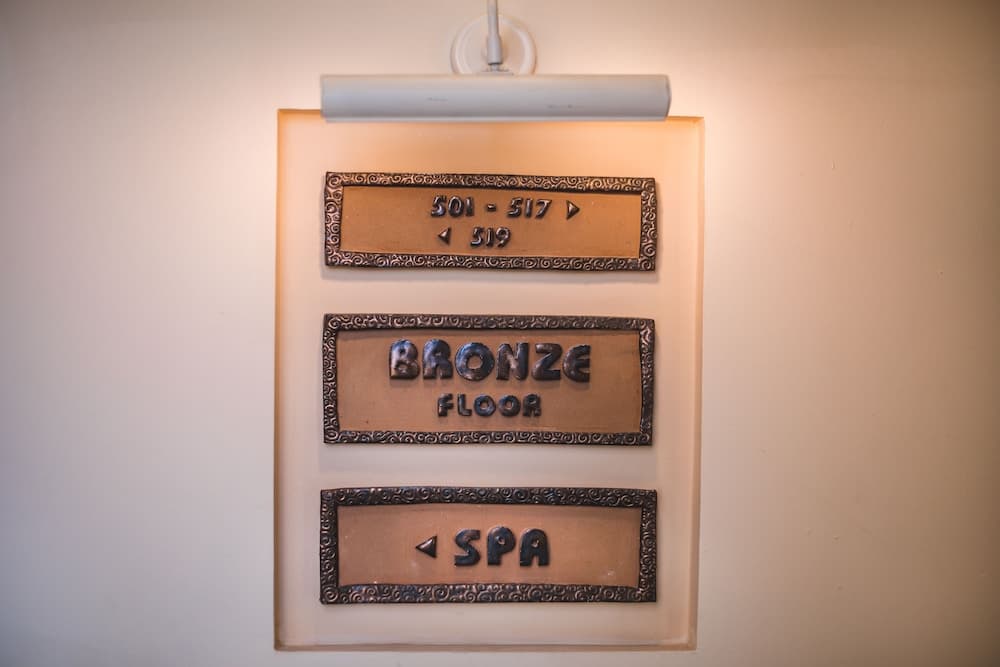 501 - 517 ▷
◁ 519
BRONZE
FLOOR
◁ SPA